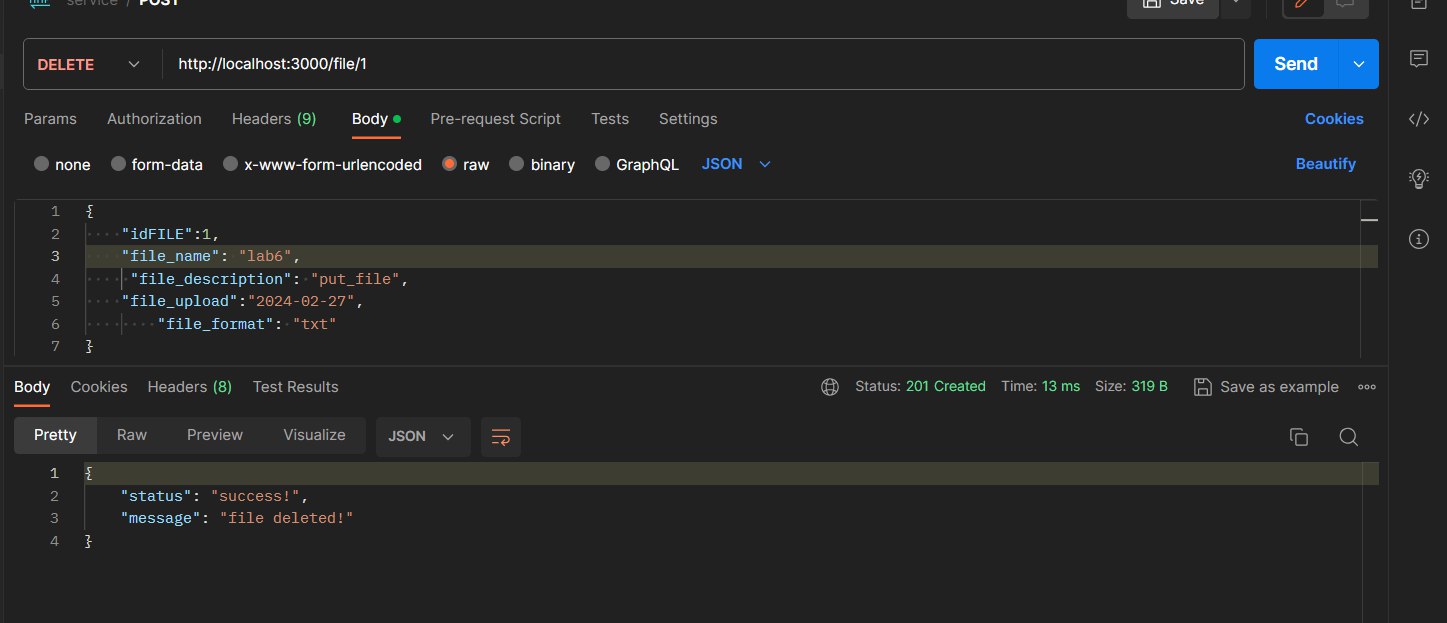 service / POST
Save
DELETE http://localhost:3000/file/1 Send
Params Authorization Headers (9) Body Pre-request Script Tests Settings Cookies
none form-data x-www-form-urlencoded raw binary GraphQL JSON Beautify
1 {
2 "idFILE":1,
3 "file_name": "lab6",
4 "file_description": "put_file",
5 "file_upload":"2024-02-27",
6 "file_format": "txt"
7 }
Body Cookies Headers (8) Test Results Status: 201 Created Time: 13 ms Size: 319 B Save as example
Pretty Raw Preview Visualize JSON
1 {
2 "status": "success!",
3 "message": "file deleted!"
4 }